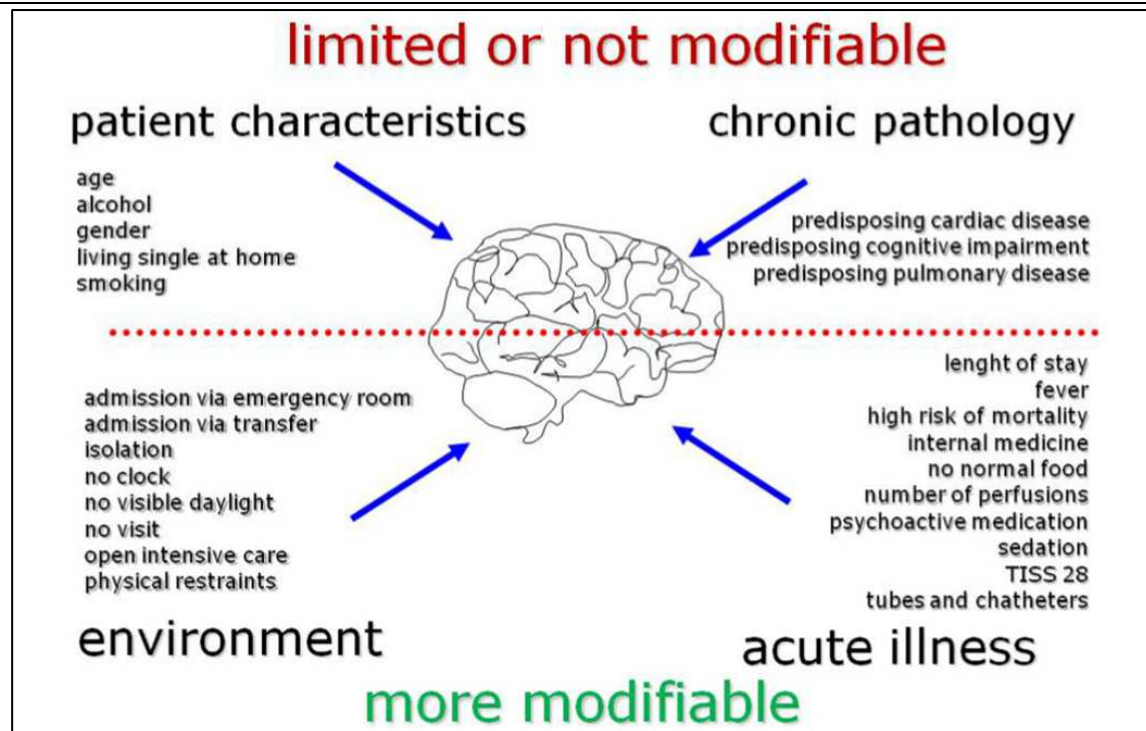 limited or not modifiable
patient characteristics
age
alcohol
gender
living single at home
smoking
chronic pathology
predisposing cardiac disease
predisposing cognitive impairment
predisposing pulmonary disease
admission via emergency room
admission via transfer
isolation
no clock
no visible daylight
no visit
open intensive care
physical restraints
environment
lenght of stay
fever
high risk of mortality
internal medicine
no normal food
number of perfusions
psychoactive medication
sedation
TISS 28
tubes and chatheters
acute illness
more modifiable